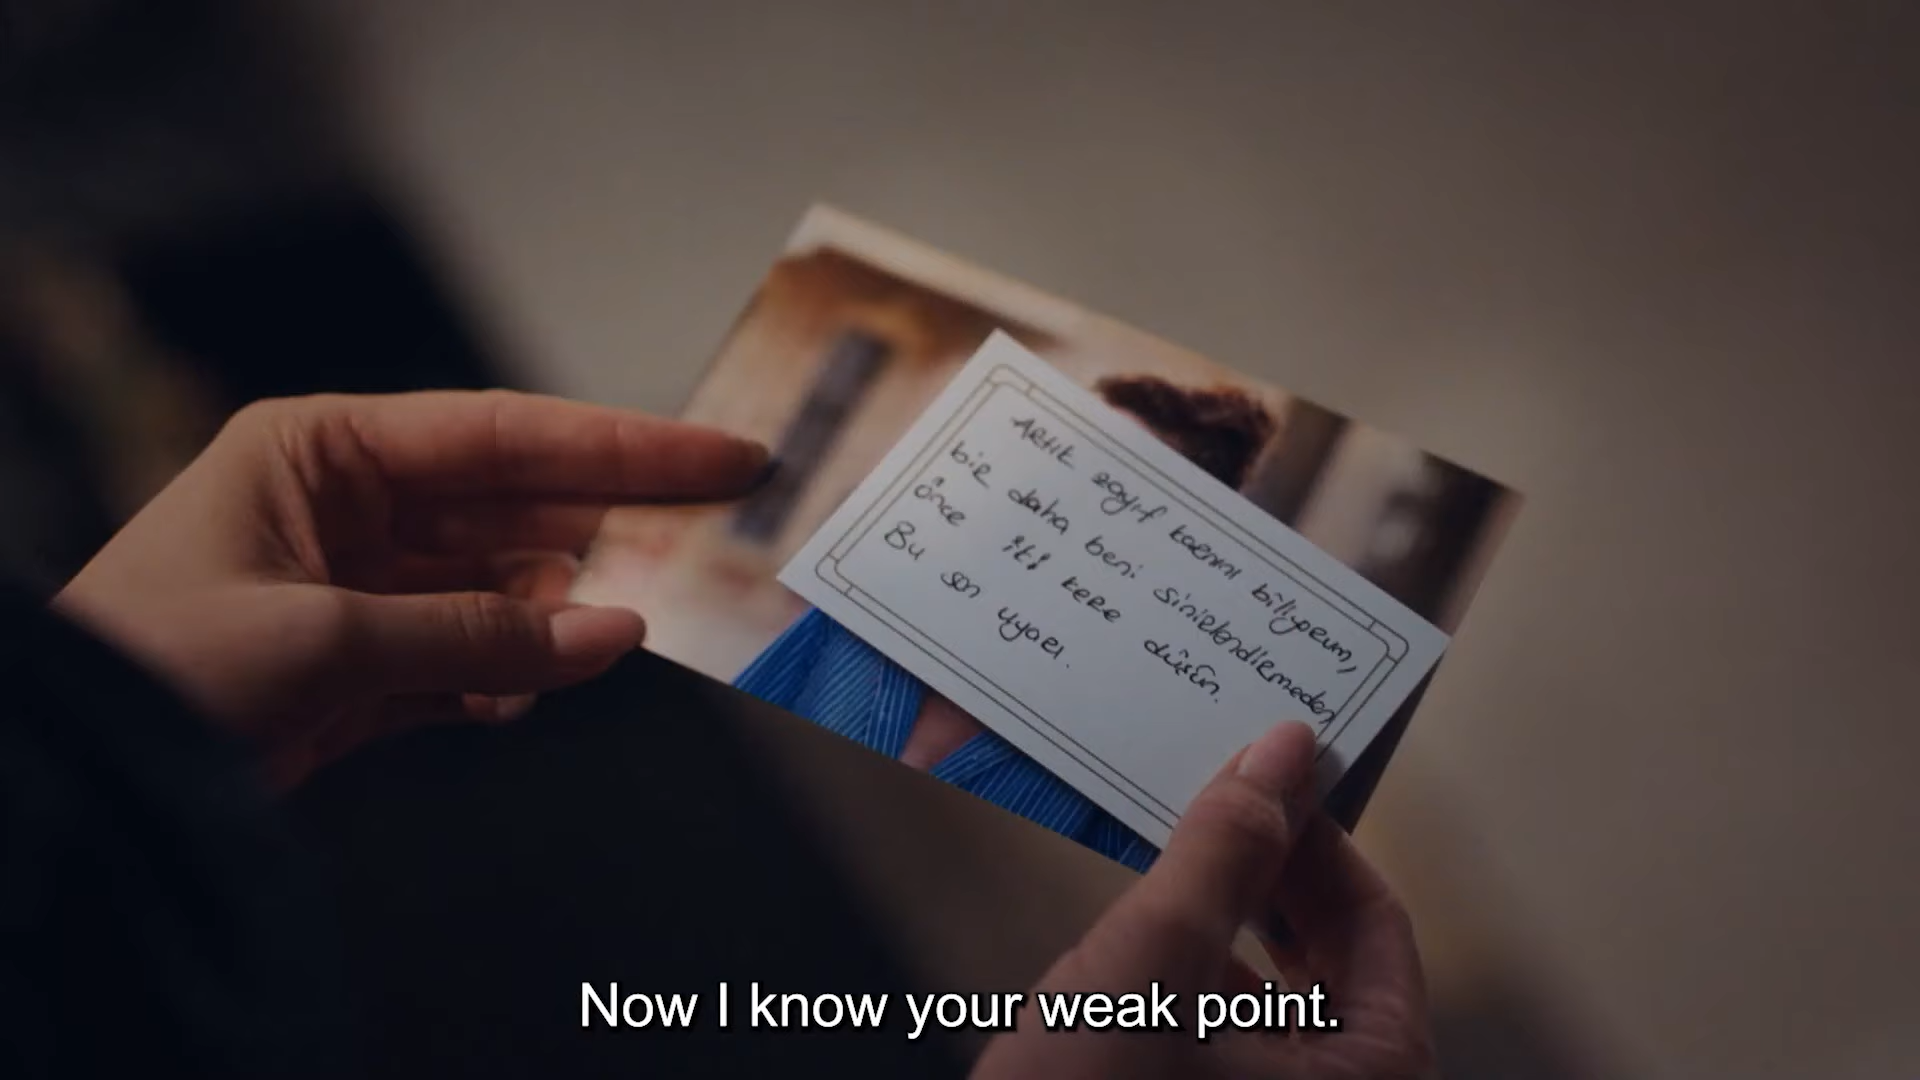 Artık zayıf karnını biliyorum,
bir daha beni sinirlendirmeden
önce iki kere düşün.
Bu son uyarı.
Now I know your weak point.